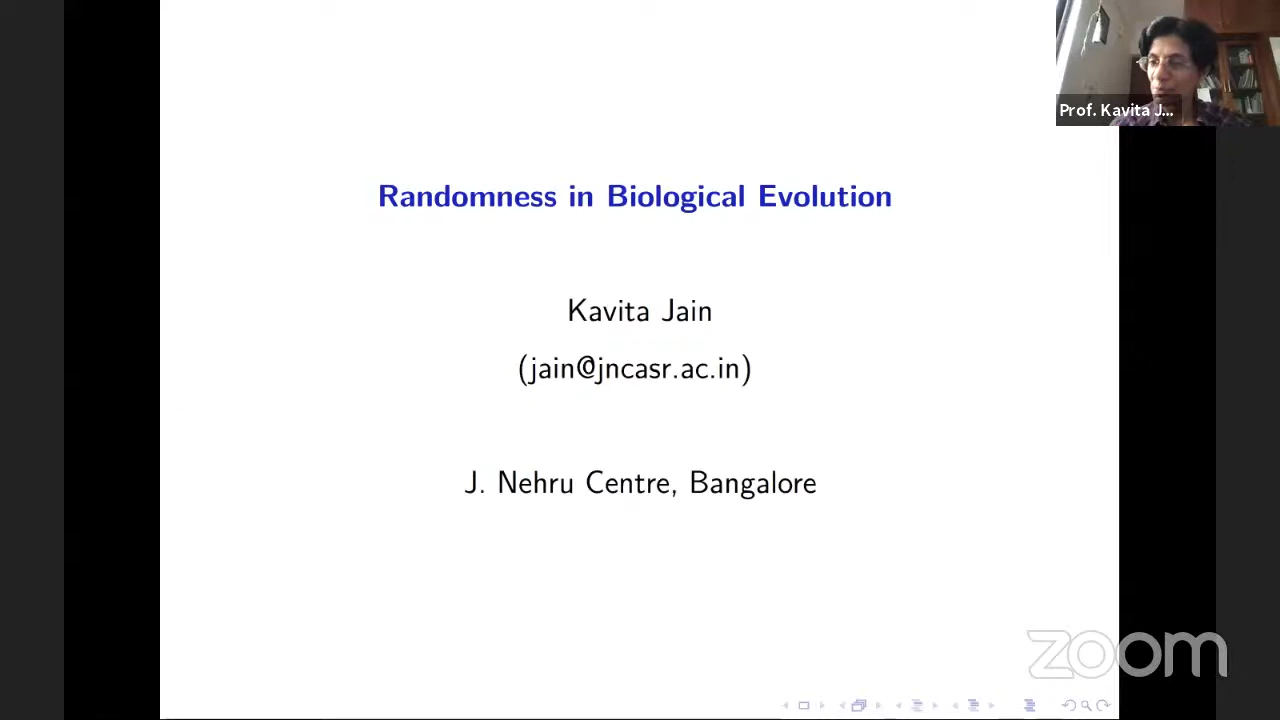 Prof. Kavita J...
Randomness in Biological Evolution
Kavita Jain
(jain@jncasr.ac.in)
J. Nehru Centre, Bangalore
zoom